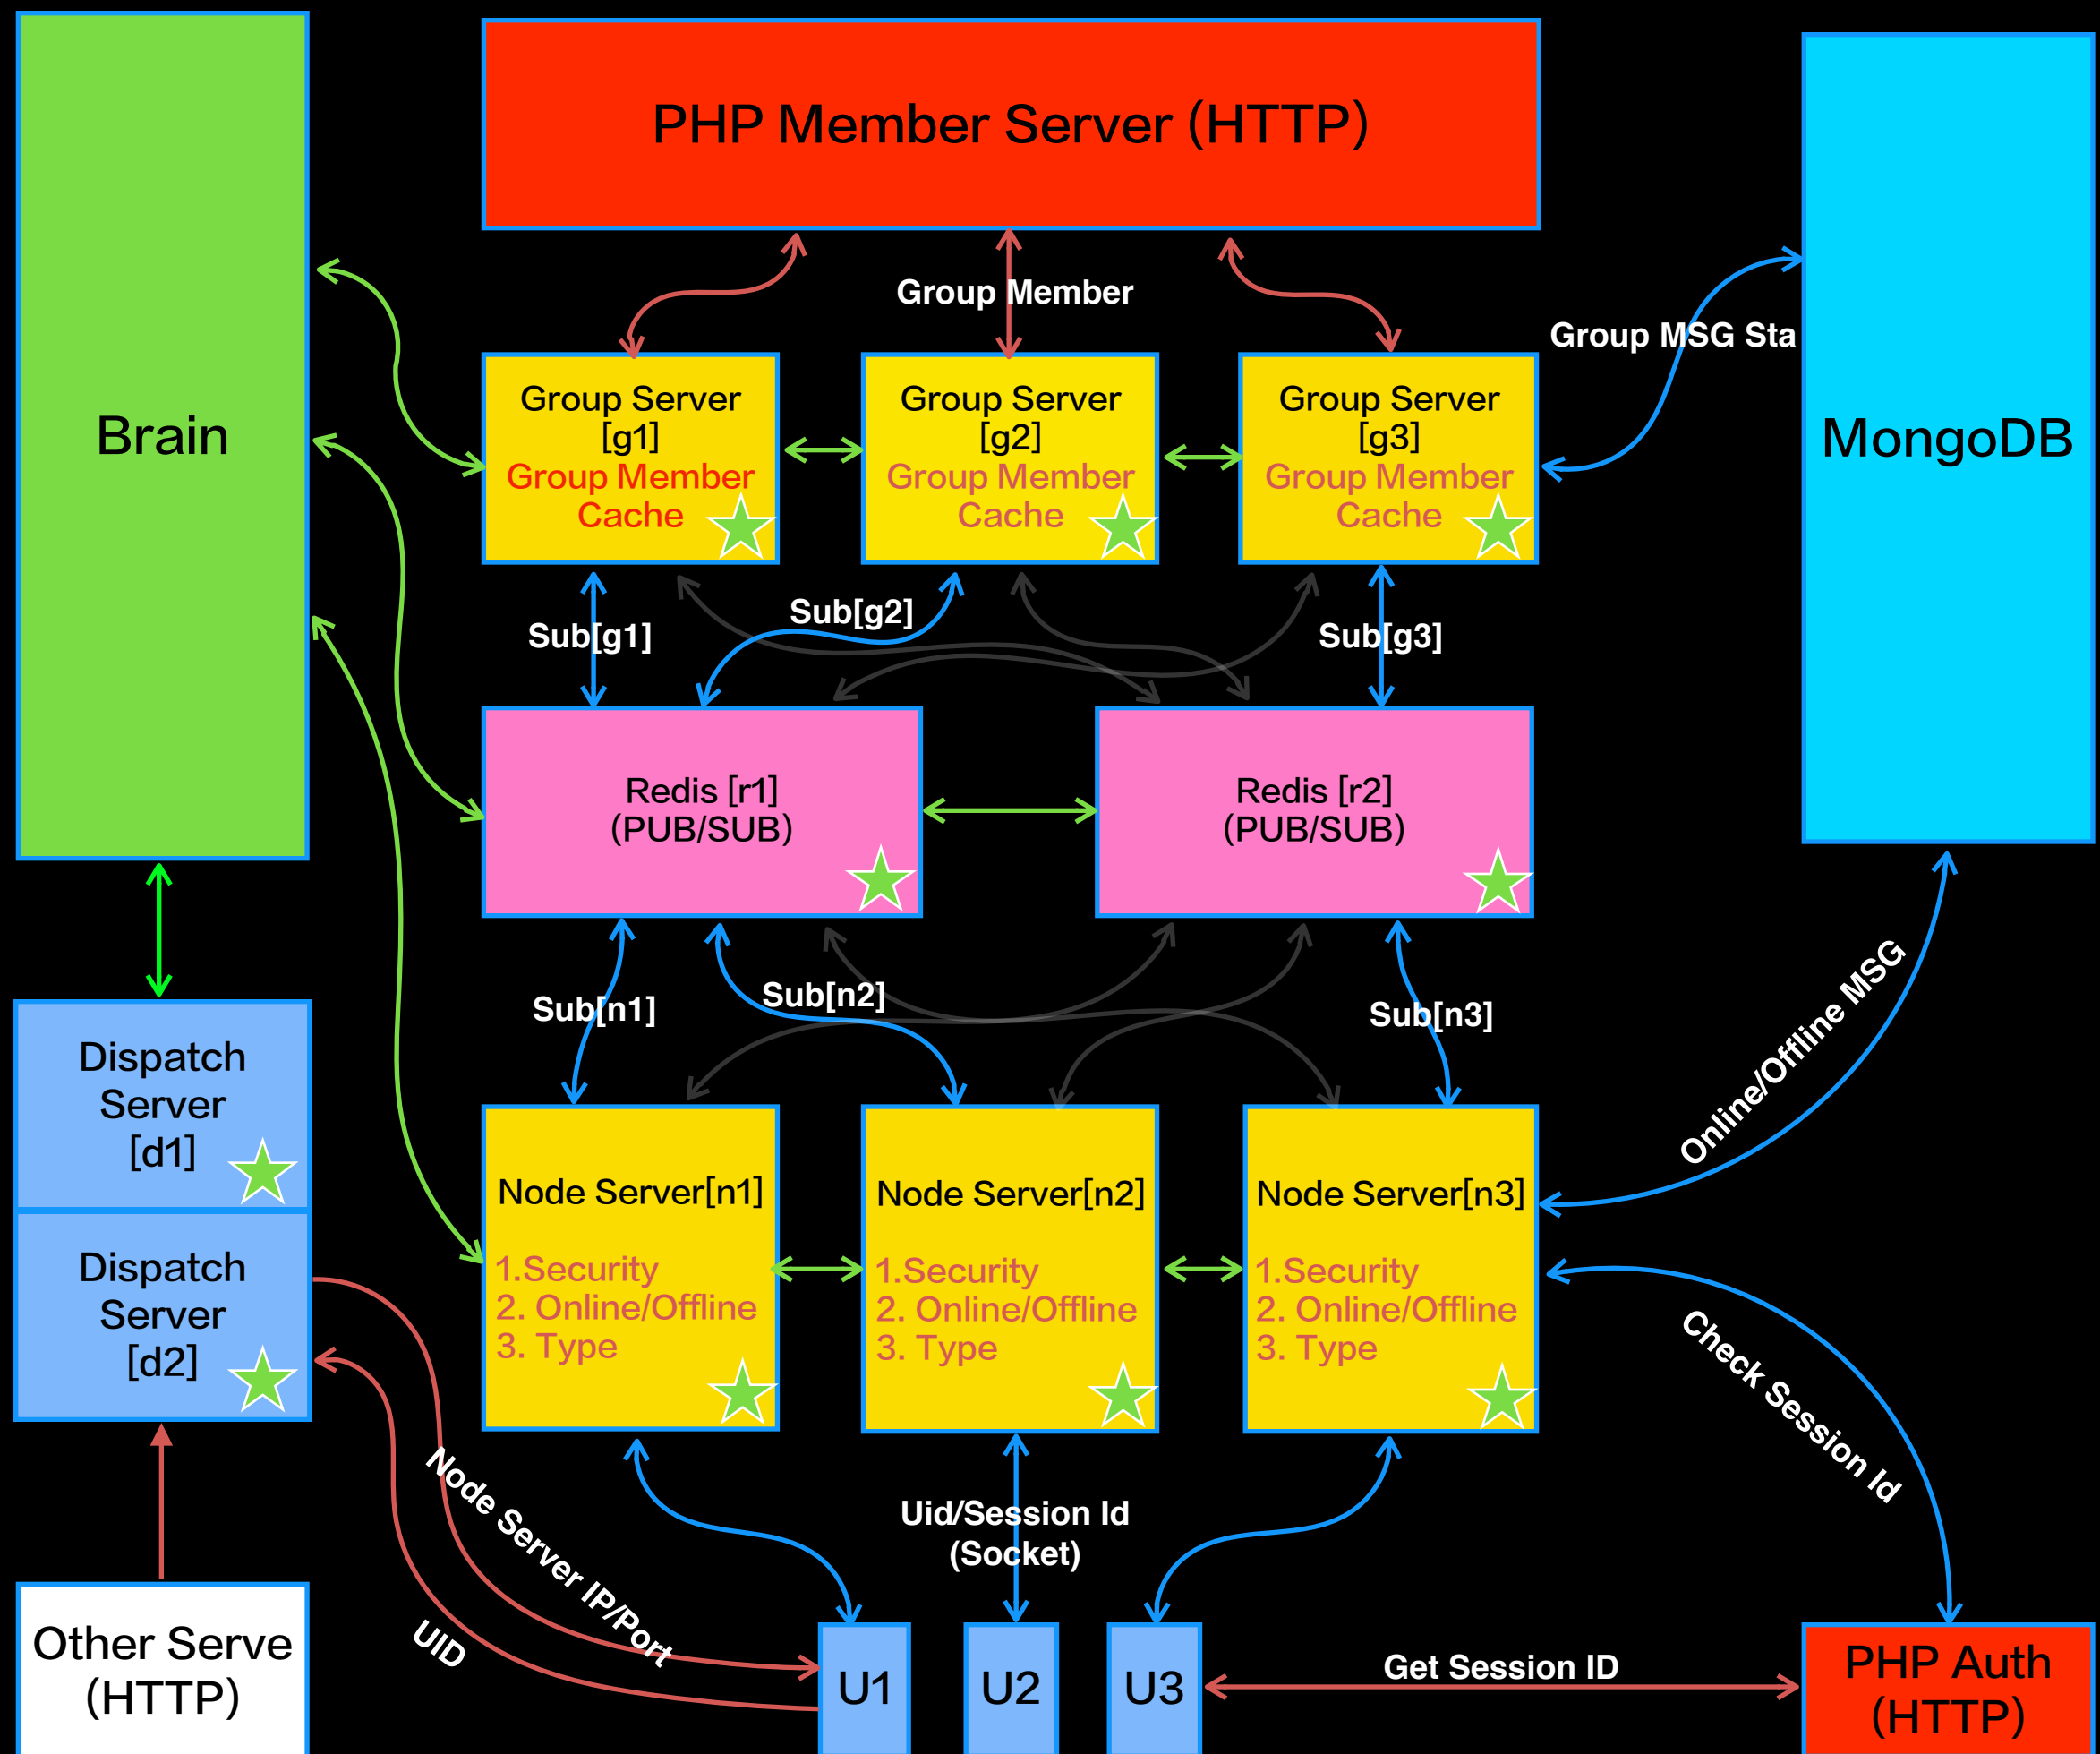 PHP Member Server (HTTP)
Brain
MongoDB
Group Member
Group MSG Sta
Group Server
[g1]
Group Member
Cache
Group Server
[g2]
Group Member
Cache
Group Server
[g3]
Group Member
Cache
Sub[g1]
Sub[g2]
Sub[g3]
Redis [r1]
(PUB/SUB)
Redis [r2]
(PUB/SUB)
Sub[n1]
Sub[n2]
Sub[n3]
Online/Offline MSG
Dispatch
Server
[d1]
Dispatch
Server
[d2]
Node Server[n1]
1.Security
2. Online/Offline
3. Type
Node Server[n2]
1.Security
2. Online/Offline
3. Type
Node Server[n3]
1.Security
2. Online/Offline
3. Type
Check Session Id
Node Server IP/Port
UID
Uid/Session Id
(Socket)
Other Serve
(HTTP)
U1
U2
U3
Get Session ID
PHP Auth
(HTTP)